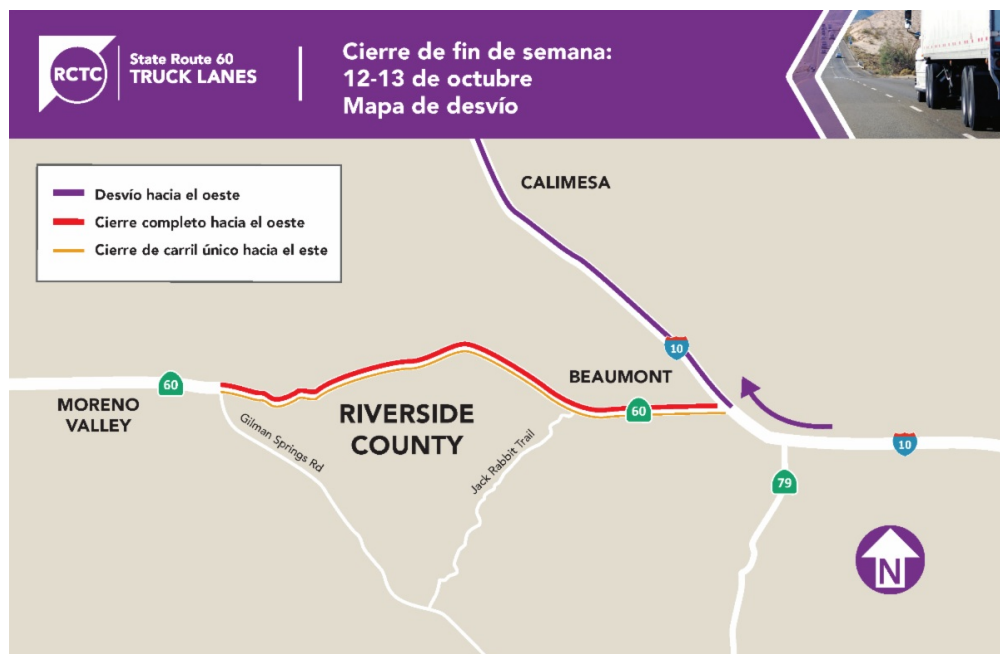 RCTC
State Route 60
TRUCK LANES
Cierre de fin de semana:
12-13 de octubre
Mapa de desvío
Desvío hacia el oeste
Cierre completo hacia el oeste
Cierre de carril único hacia el este
CALIMESA
10
BEAUMONT
60
MORENO
VALLEY
RIVERSIDE
COUNTY
60
10
Gilman Springs Rd
Jack Rabbit Trail
79
N